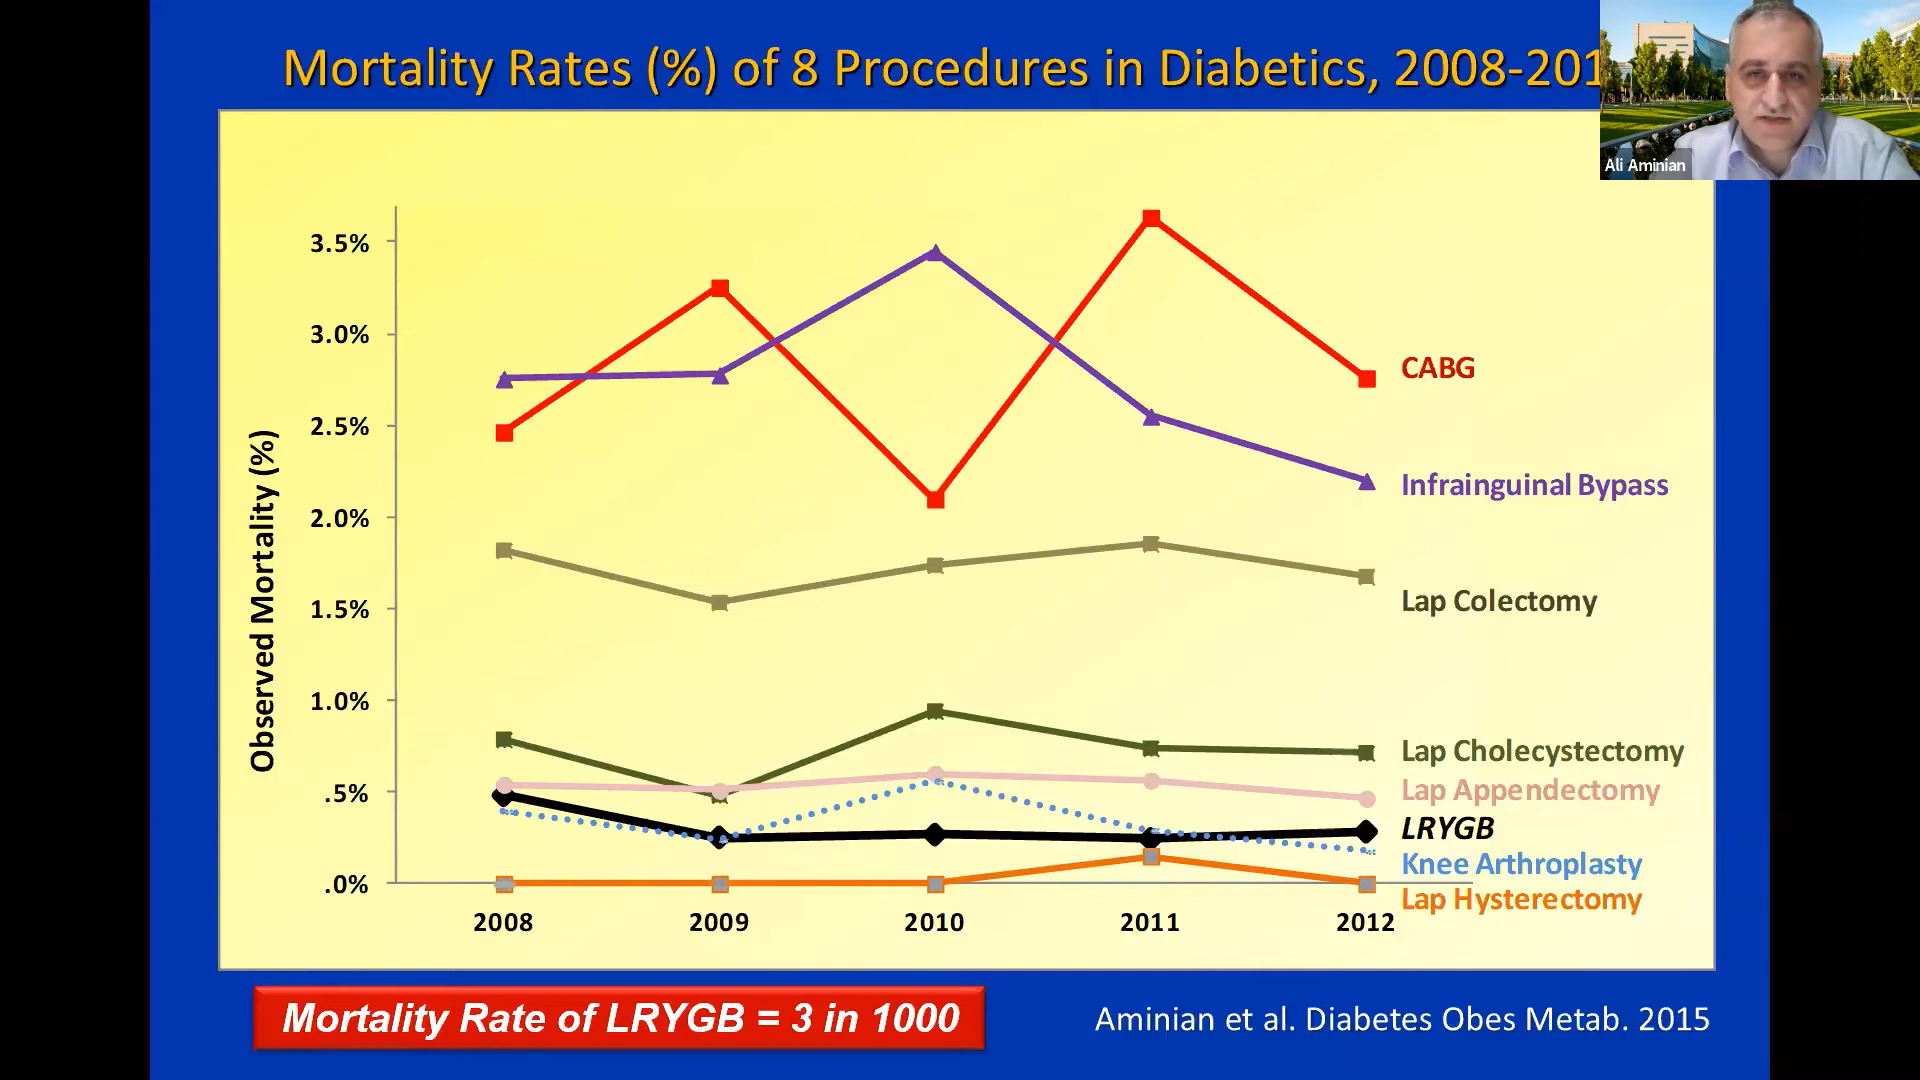 Mortality Rates (%) of 8 Procedures in Diabetics, 2008-201
Ali Aminian
Observed Mortality (%)
3.5%
3.0%
2.5%
2.0%
1.5%
1.0%
.5%
.0%
2008 2009 2010 2011 2012
CABG
Infrainguinal Bypass
Lap Colectomy
Lap Cholecystectomy
Lap Appendectomy
LRYGB
Knee Arthroplasty
Lap Hysterectomy
Mortality Rate of LRYGB = 3 in 1000
Aminian et al. Diabetes Obes Metab. 2015